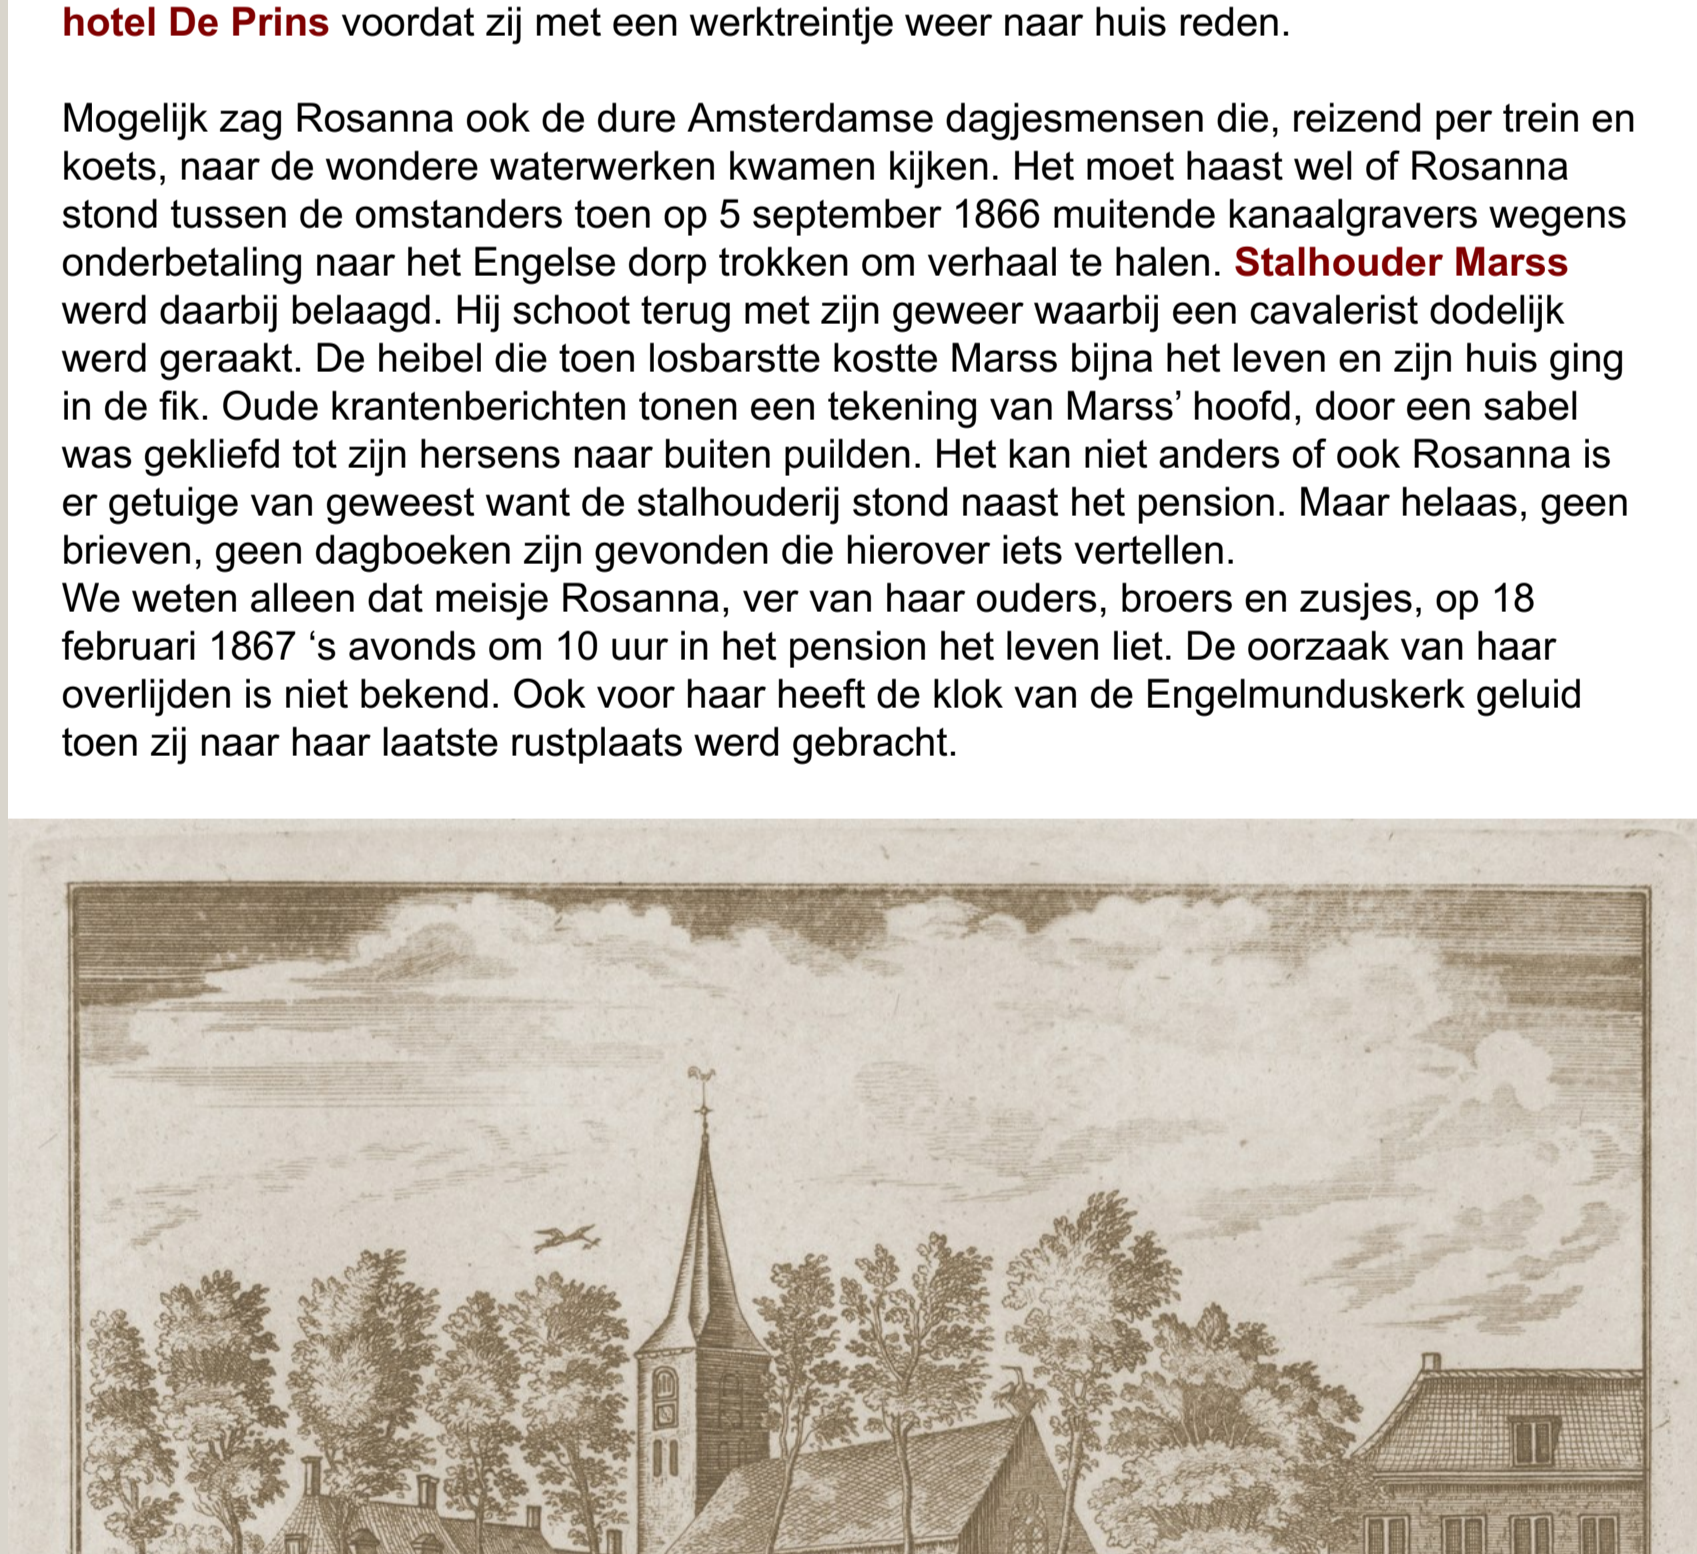 hotel De Prins voordat zij met een werktreintje weer naar huis reden.
Mogelijk zag Rosanna ook de dure Amsterdamse dagjesmensen die, reizend per trein en
koets, naar de wondere waterwerken kwamen kijken. Het moet haast wel of Rosanna
stond tussen de omstanders toen op 5 september 1866 muitende kanaalgravers wegens
onderbetaling naar het Engelse dorp trokken om verhaal te halen. Stalhouder Marss
werd daarbij belaagd. Hij schoot terug met zijn geweer waarbij een cavalerist dodelijk
werd geraakt. De heibel die toen losbarstte kostte Marss bijna het leven en zijn huis ging
in de fik. Oude krantenberichten tonen een tekening van Marss’ hoofd, door een sabel
was gekliefd tot zijn hersens naar buiten puilden. Het kan niet anders of ook Rosanna is
er getuige van geweest want de stalhouderij stond naast het pension. Maar helaas, geen
brieven, geen dagboeken zijn gevonden die hierover iets vertellen.
We weten alleen dat meisje Rosanna, ver van haar ouders, broers en zusjes, op 18
februari 1867 ‘s avonds om 10 uur in het pension het leven liet. De oorzaak van haar
overlijden is niet bekend. Ook voor haar heeft de klok van de Engelmunduskerk geluid
toen zij naar haar laatste rustplaats werd gebracht.